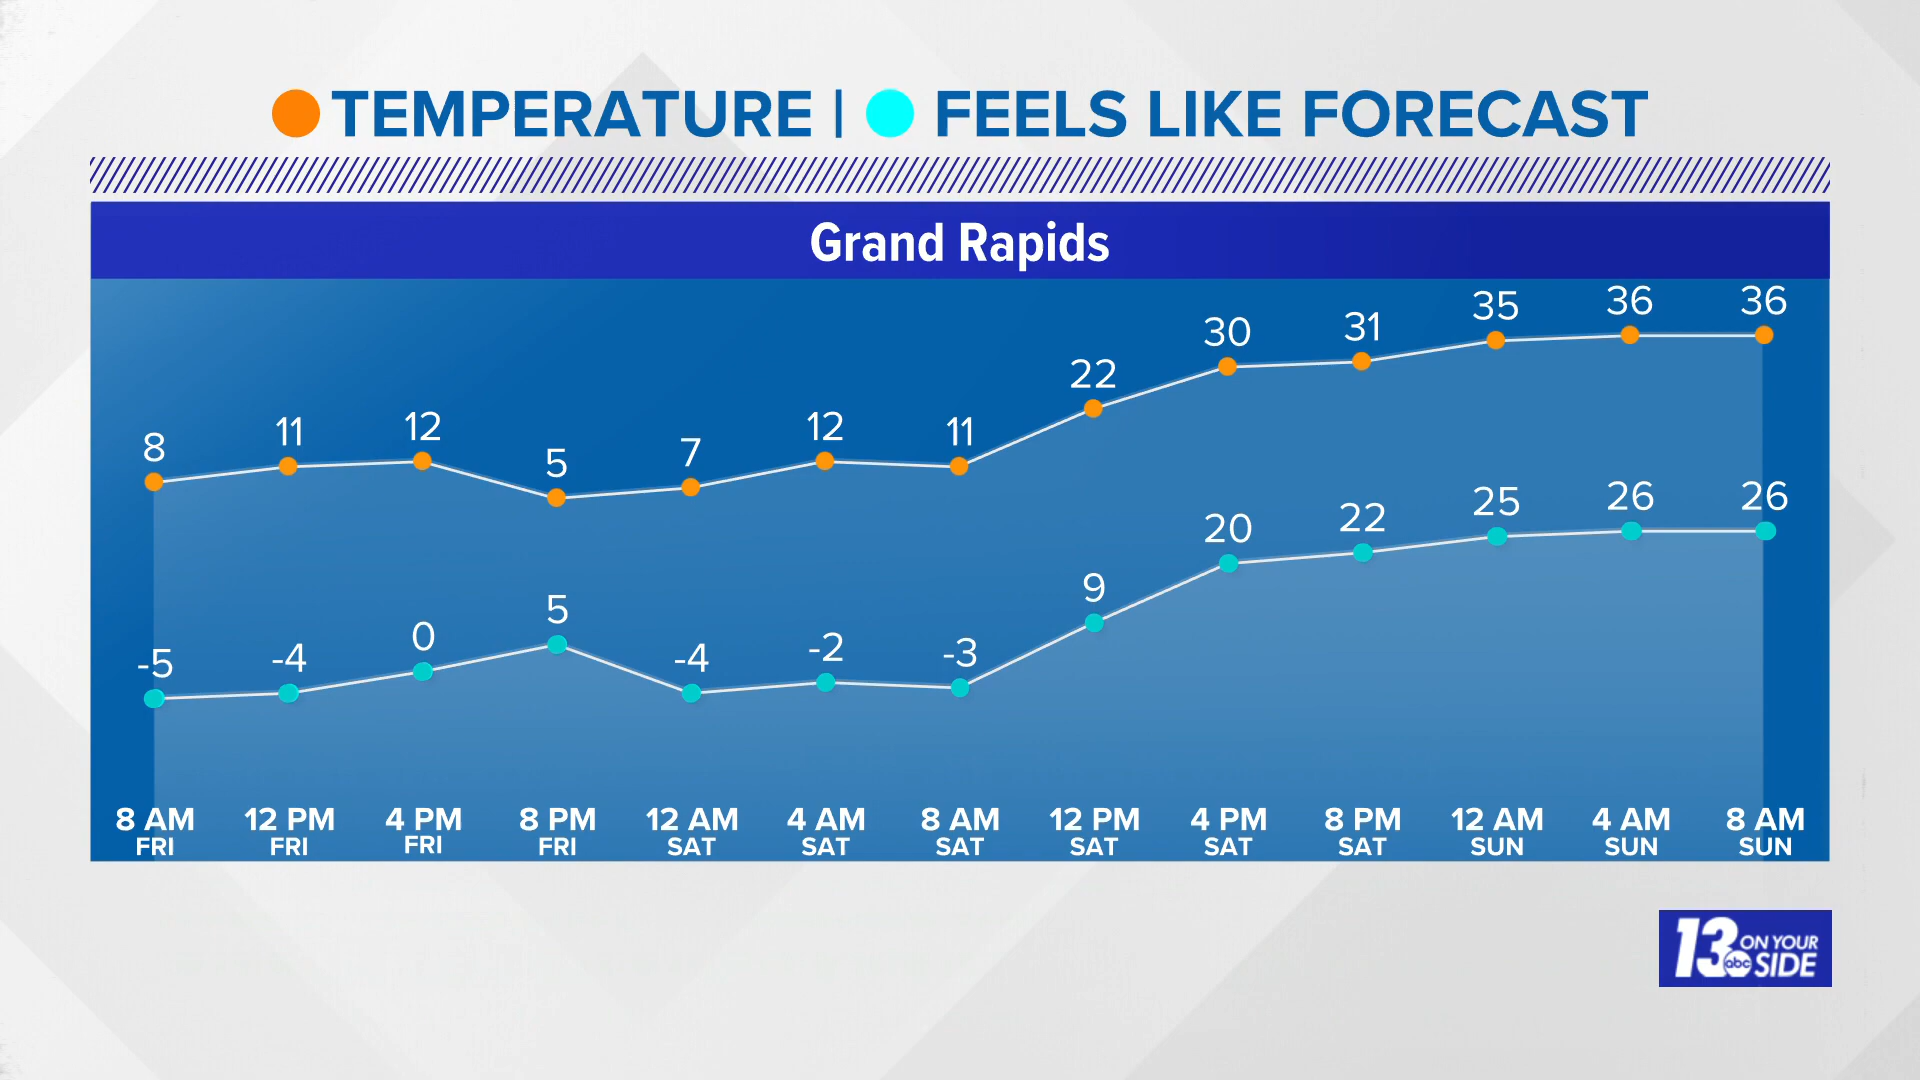 TEMPERATURE | FEELS LIKE FORECAST
Grand Rapids
35 36 36
30 31
22
8 11 12 5 7 12 11
20 22 25 26 26
-5 -4 0 5 -4 -2 -3 9
8 AM 12 PM 4 PM 8 PM 12 AM 4 AM 8 AM 12 PM 4 PM 8 PM 12 AM 4 AM 8 AM
FRI FRI FRI FRI SAT SAT SAT SAT SAT SAT SUN SUN SUN
13 ON YOUR
abc SIDE